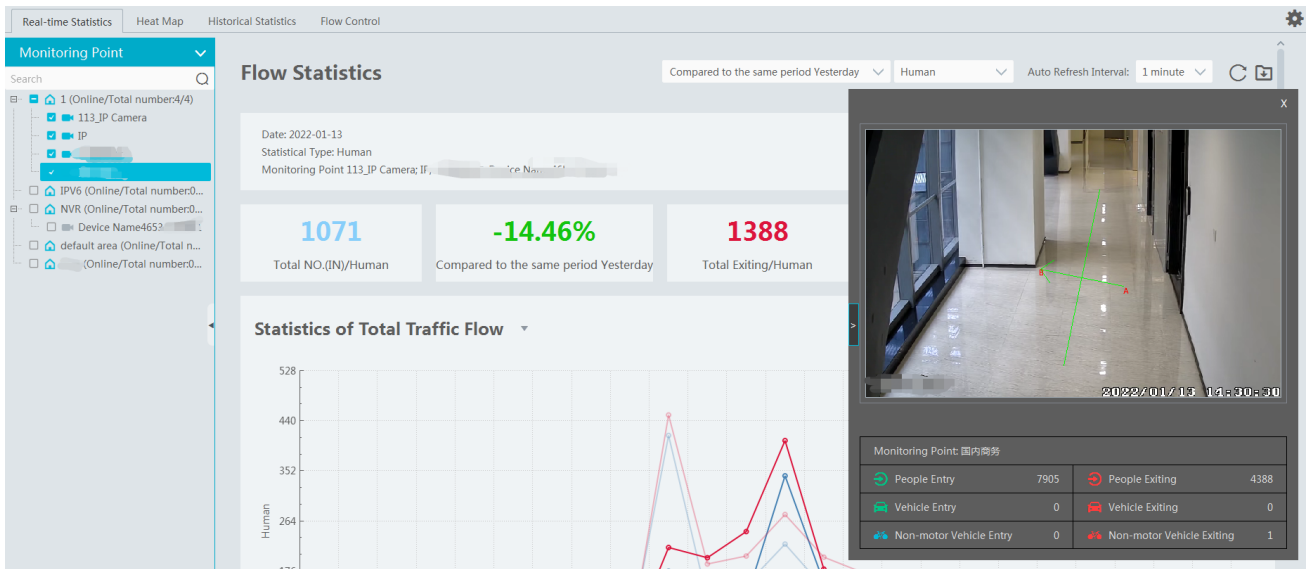 Real-time Statistics Heat Map Historical Statistics Flow Control
Monitoring Point
Search
1 (Online/Total number:4/4)
113_IP Camera
IP
IPV6 (Online/Total number:0...
NVR (Online/Total number:0...
Device Name4653
default area (Online/Total n...
(Online/Total number:0...
Flow Statistics
Compared to the same period Yesterday Human Auto Refresh Interval: 1 minute
Date: 2022-01-13
Statistical Type: Human
Monitoring Point 113_IP Camera; IP,
1071 -14.46% 1388
Total NO.(IN)/Human Compared to the same period Yesterday Total Exiting/Human
Statistics of Total Traffic Flow
528
440
352
264
176
Human
X
B
A
2022/01/13 14:30:30
>
Monitoring Point: 国内商务
People Entry 7905 People Exiting 4388
Vehicle Entry 0 Vehicle Exiting 0
Non-motor Vehicle Entry 0 Non-motor Vehicle Exiting 1